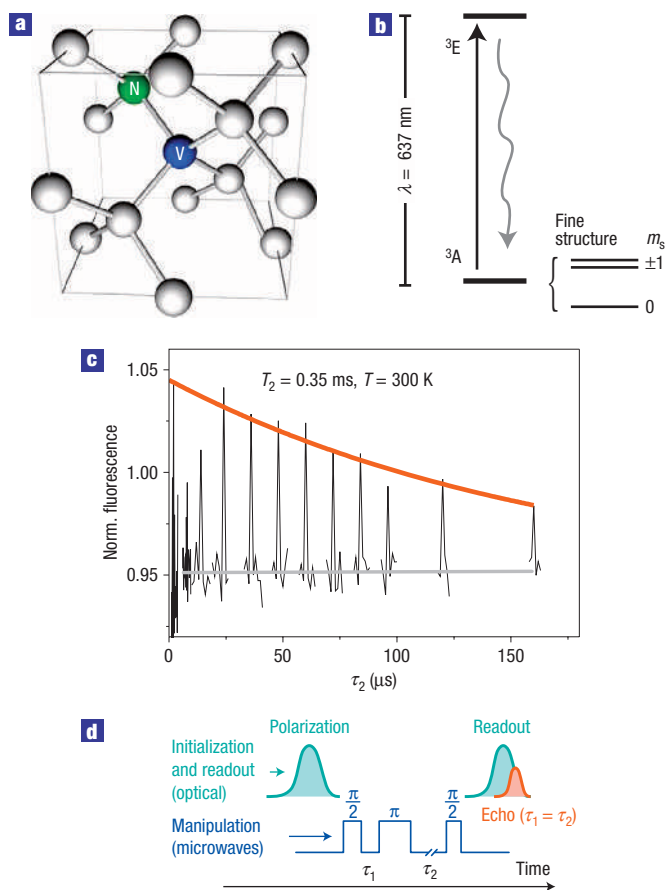 a
N
V
b
³E
λ = 637 nm
³A
Fine
structure
mₛ
±1
0
c
T₂ = 0.35 ms, T = 300 K
Norm. fluorescence
1.05
1.00
0.95
0
50
100
150
τ₂ (μs)
d
Polarization
Readout
Initialization
and readout
(optical)
π/2
π
π/2
Echo (τ₁ = τ₂)
Manipulation
(microwaves)
τ₁
τ₂
Time